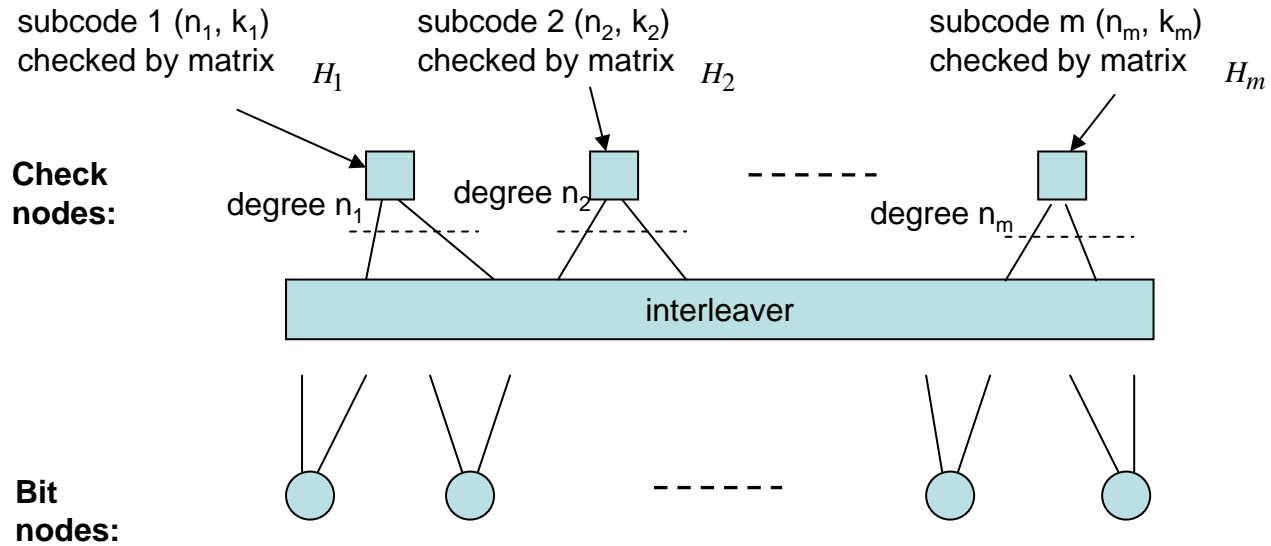 subcode 1 (n₁, k₁)
checked by matrix H₁
subcode 2 (n₂, k₂)
checked by matrix H₂
subcode m (nₘ, kₘ)
checked by matrix Hₘ
Check
nodes:
degree n₁
degree n₂
degree nₘ
interleaver
Bit
nodes: